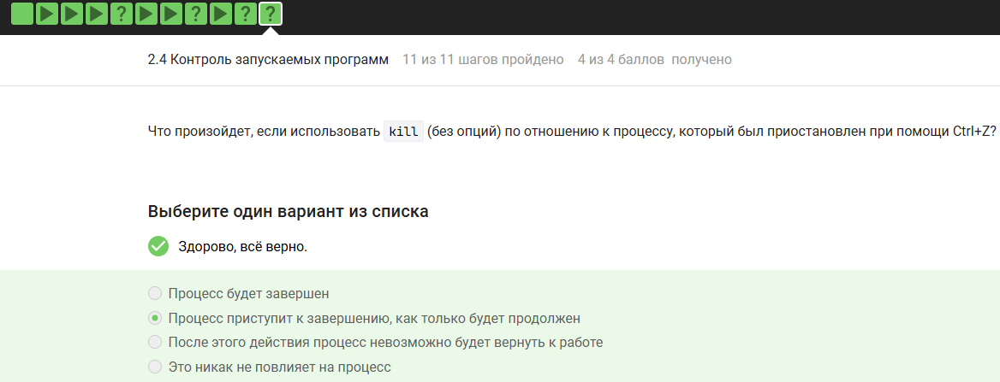 ? ? ? ?
2.4 Контроль запускаемых программ 11 из 11 шагов пройдено 4 из 4 баллов получено
Что произойдет, если использовать kill (без опций) по отношению к процессу, который был приостановлен при помощи Ctrl+Z?
Выберите один вариант из списка
Здорово, всё верно.
Процесс будет завершен
Процесс приступит к завершению, как только будет продолжен
После этого действия процесс невозможно будет вернуть к работе
Это никак не повлияет на процесс